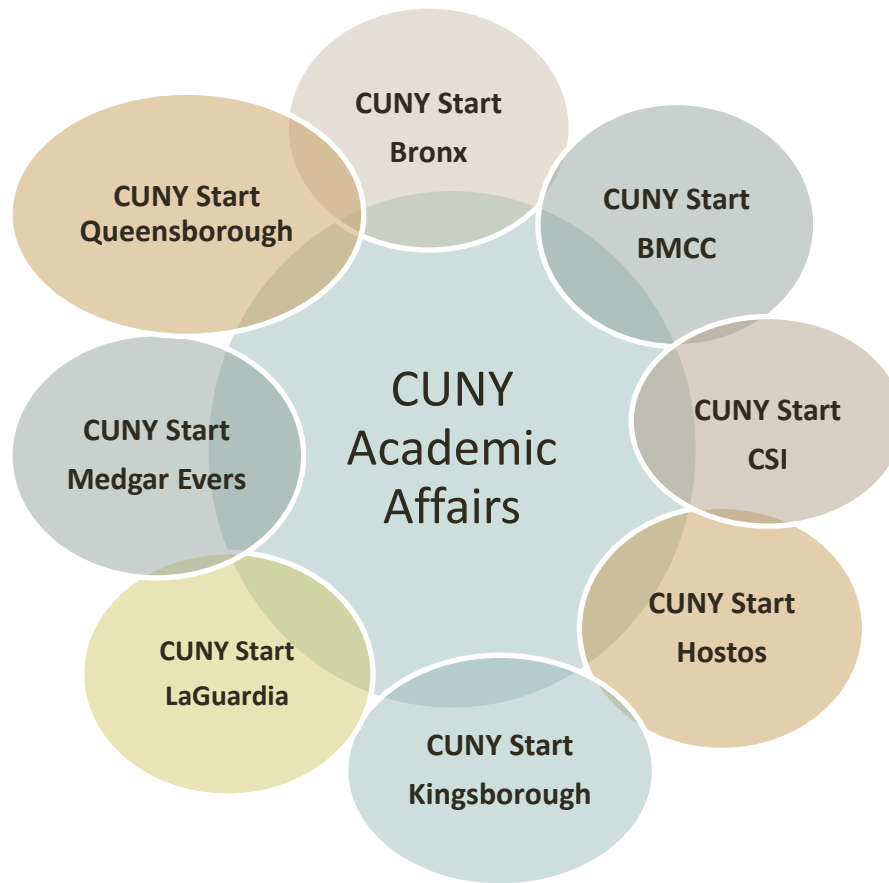 CUNY Start
Bronx
CUNY Start
BMCC
CUNY Start
CSI
CUNY Start
Hostos
CUNY Start
Kingsborough
CUNY Start
LaGuardia
CUNY Start
Medgar Evers
CUNY Start
Queensborough
CUNY
Academic
Affairs